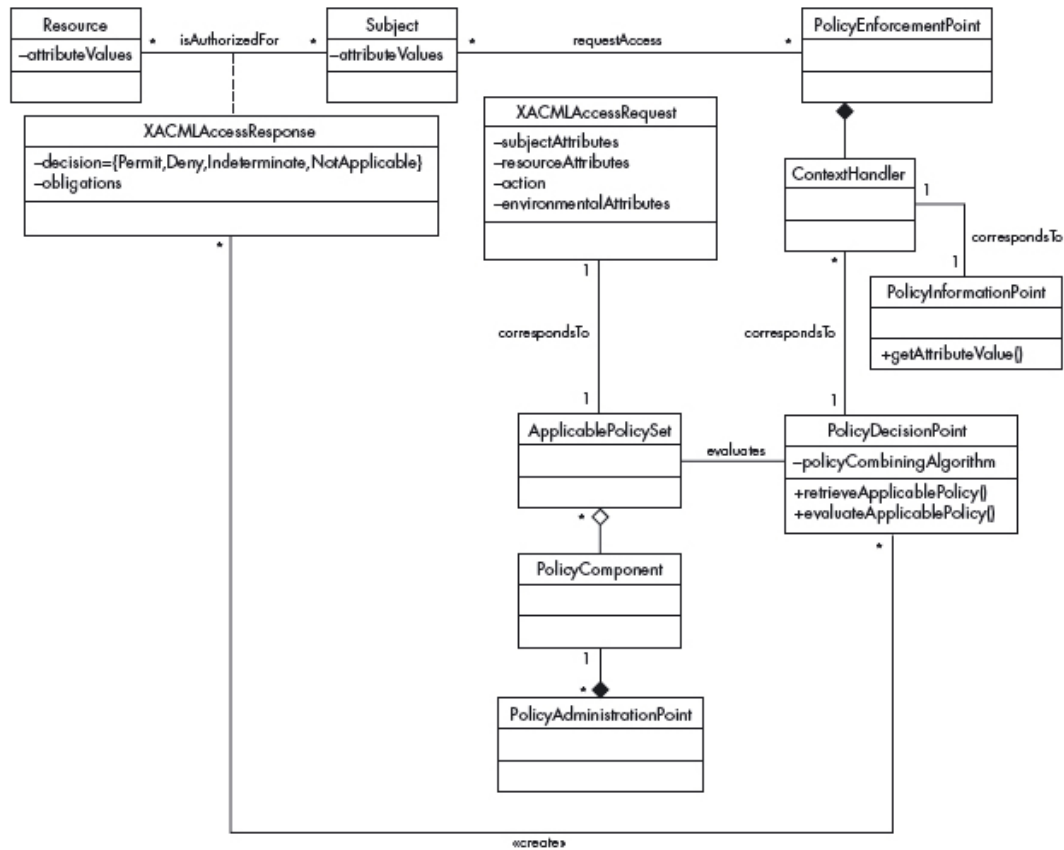 Resource
–attributeValues
*
isAuthorizedFor
*
Subject
–attributeValues
*
requestAccess
*
PolicyEnforcementPoint
XACMLAccessResponse
–decision={Permit,Deny,Indeterminate,NotApplicable}
–obligations
*
XACMLAccessRequest
–subjectAttributes
–resourceAttributes
–action
–environmentalAttributes
1
correspondsTo
1
ContextHandler
1
correspondsTo
1
*
PolicyInformationPoint
+getAttributeValue()
correspondsTo
1
ApplicablePolicySet
evaluates
PolicyDecisionPoint
–policyCombiningAlgorithm
+retrieveApplicablePolicy()
+evaluateApplicablePolicy()
*
*
PolicyComponent
1
*
PolicyAdministrationPoint
«create»